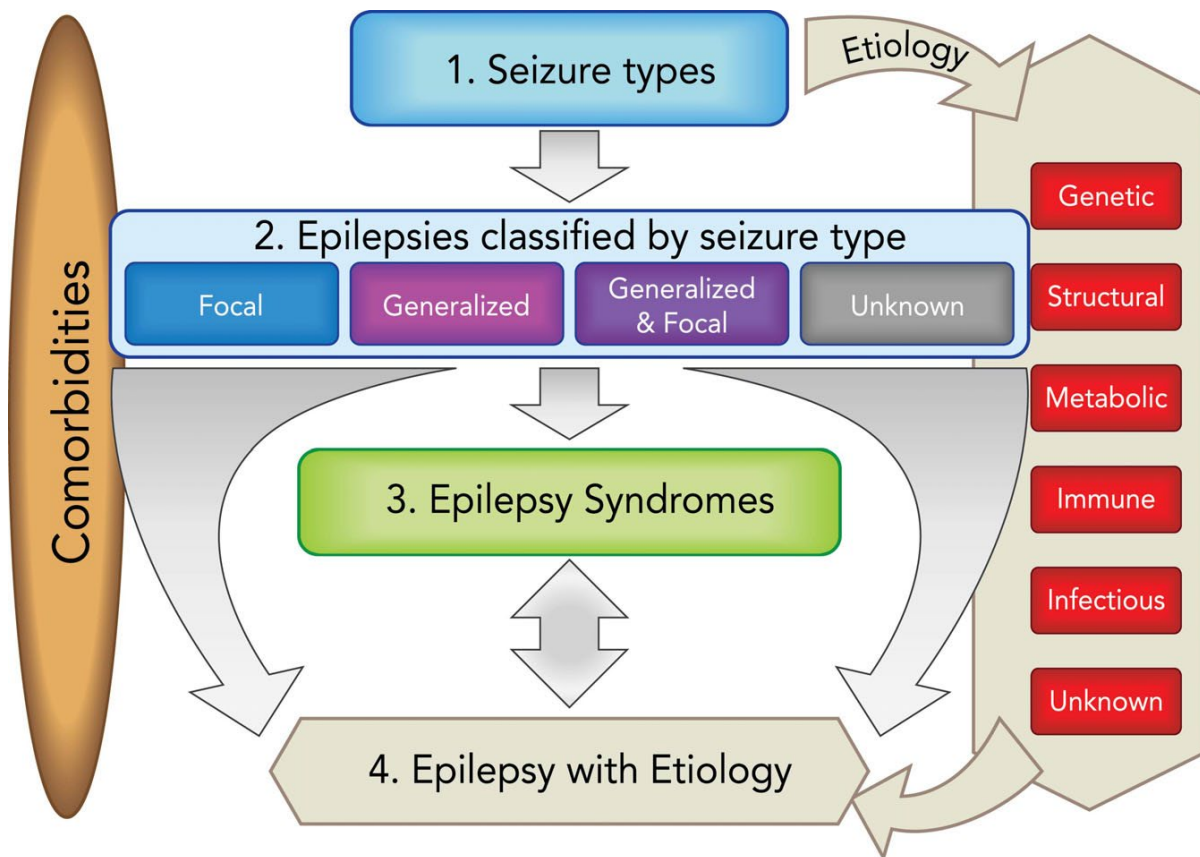 1. Seizure types
Etiology
Comorbidities
2. Epilepsies classified by seizure type
Focal
Generalized
Generalized
& Focal
Unknown
3. Epilepsy Syndromes
4. Epilepsy with Etiology
Genetic
Structural
Metabolic
Immune
Infectious
Unknown